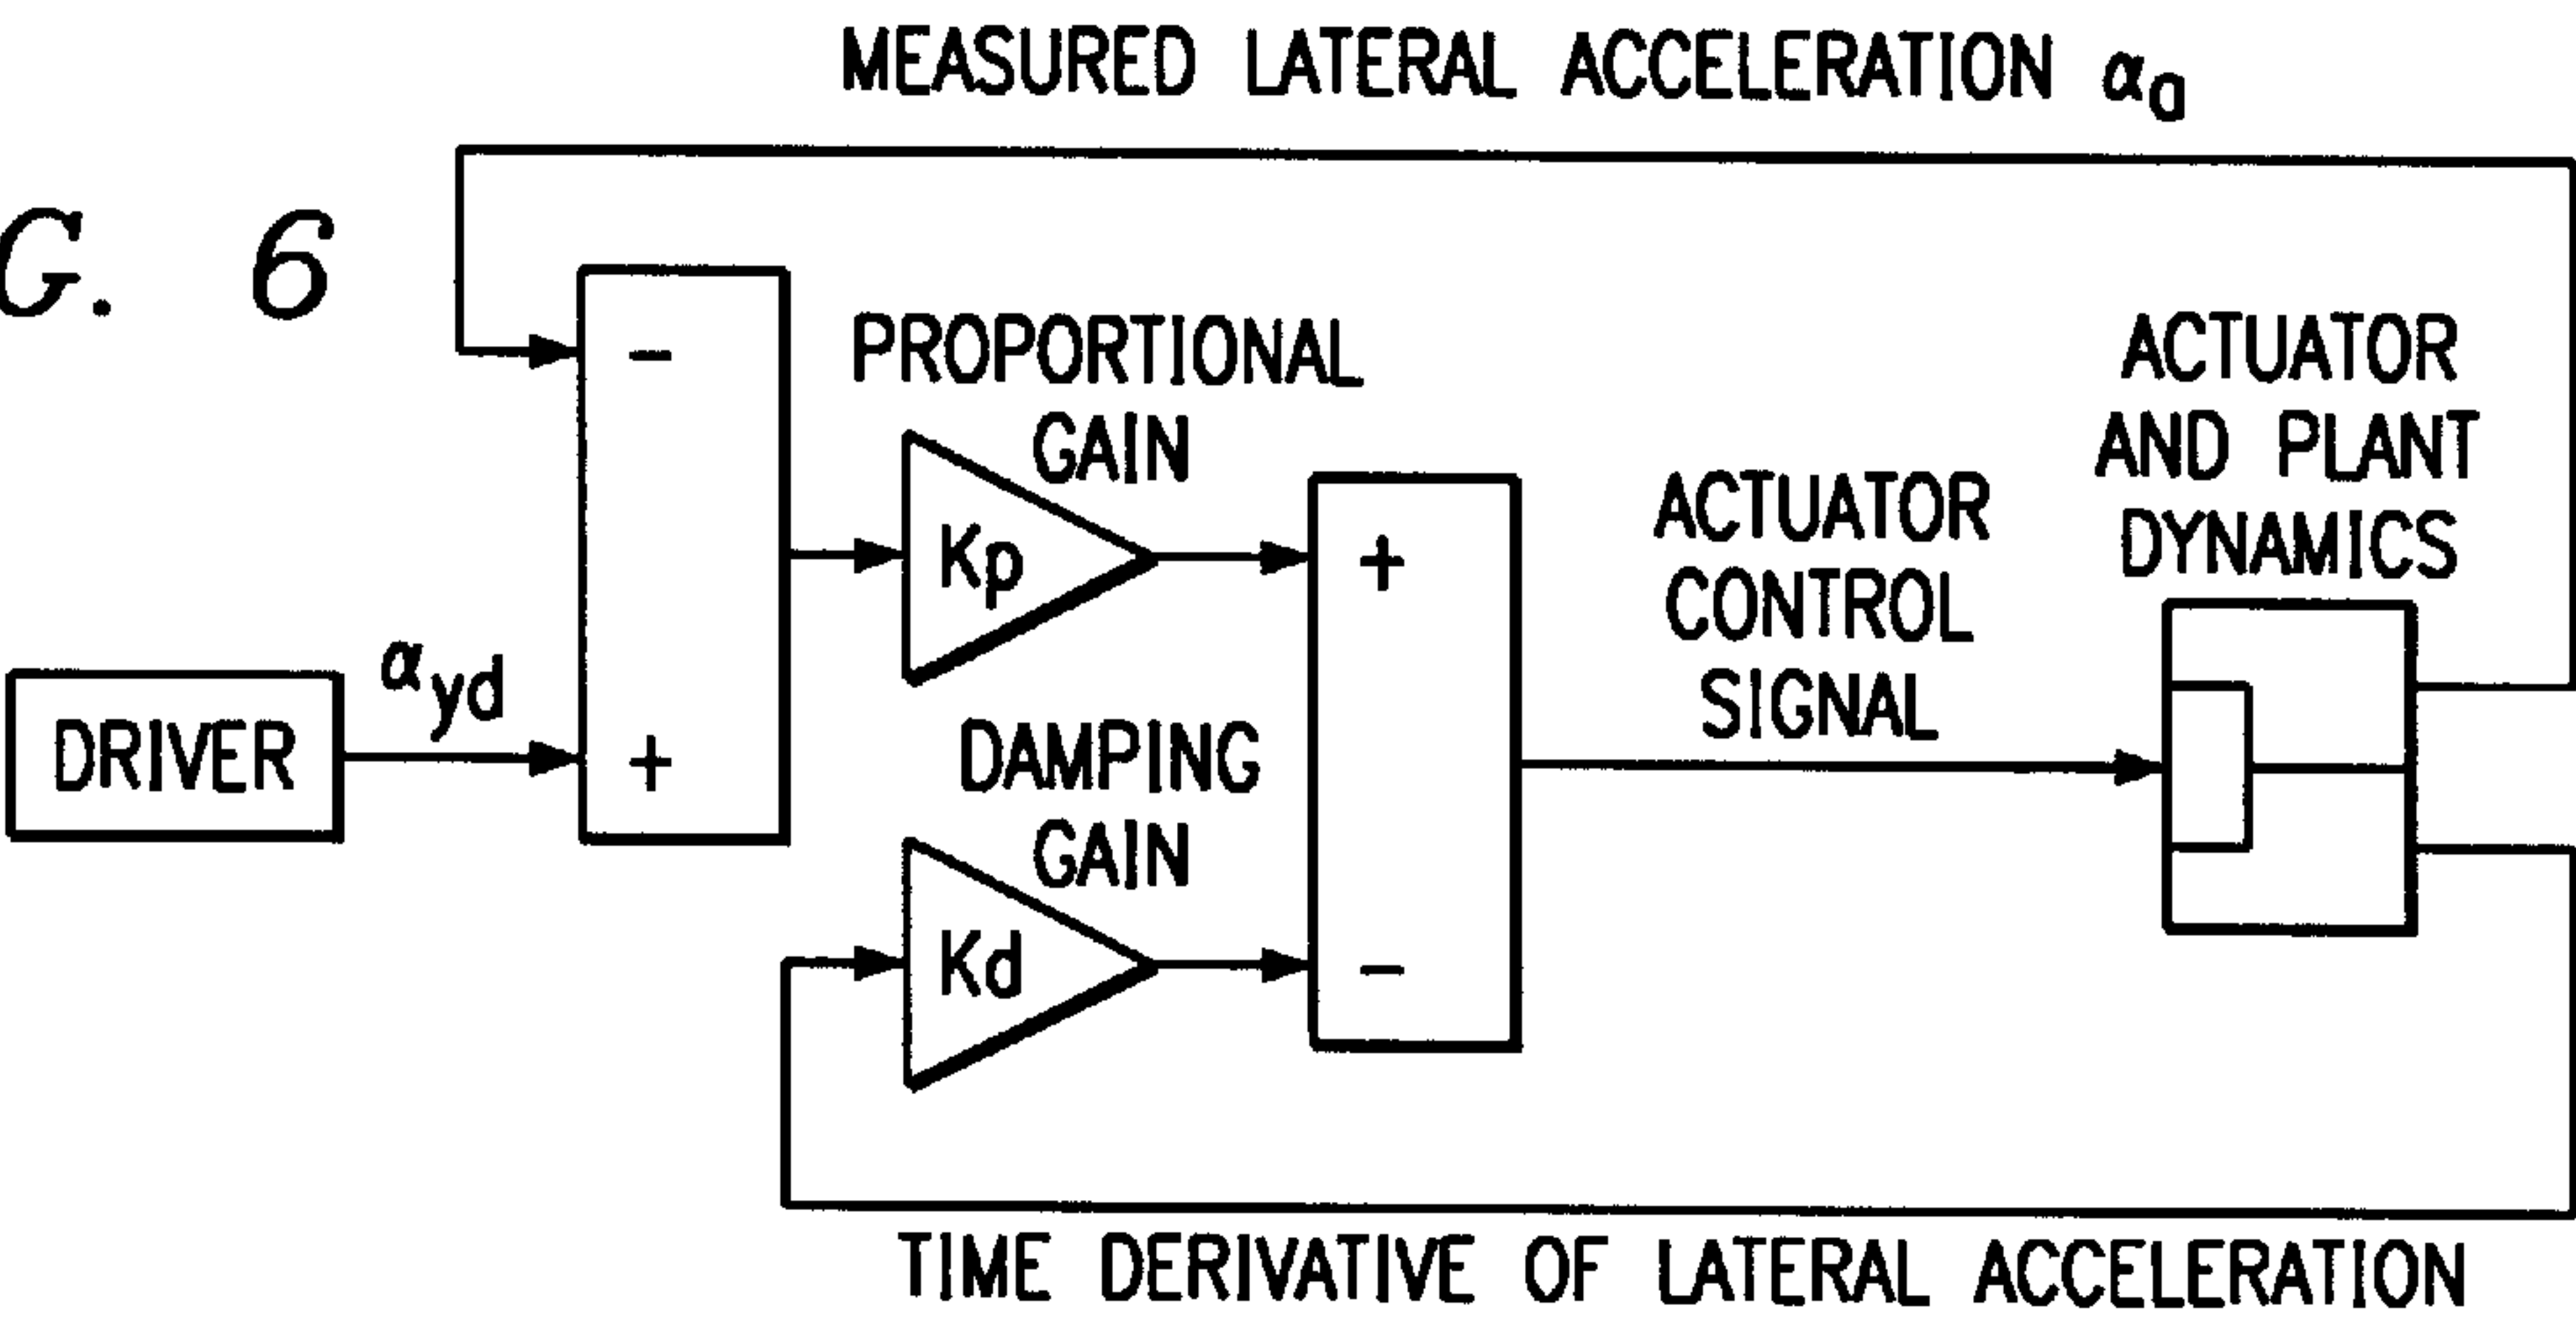 MEASURED LATERAL ACCELERATION αa
G. 6
PROPORTIONAL
GAIN
Kp
DRIVER
αyd
DAMPING
GAIN
Kd
-
+
+
-
ACTUATOR
CONTROL
SIGNAL
ACTUATOR
AND PLANT
DYNAMICS
TIME DERIVATIVE OF LATERAL ACCELERATION